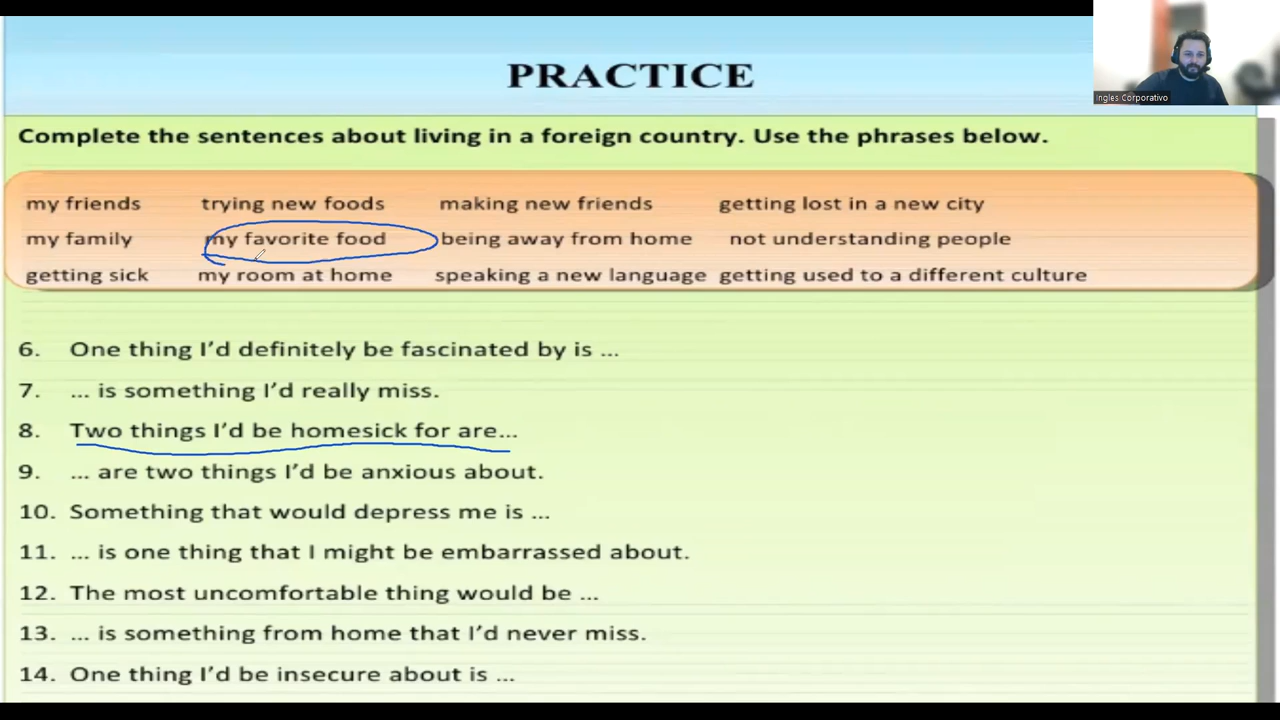 PRACTICE
Ingles Corporativo
Complete the sentences about living in a foreign country. Use the phrases below.
my friends trying new foods making new friends getting lost in a new city
my family my favorite food being away from home not understanding people
getting sick my room at home speaking a new language getting used to a different culture
6. One thing I'd definitely be fascinated by is ...
7. ... is something I'd really miss.
8. Two things I'd be homesick for are...
9. ... are two things I'd be anxious about.
10. Something that would depress me is ...
11. ... is one thing that I might be embarrassed about.
12. The most uncomfortable thing would be ...
13. ... is something from home that I'd never miss.
14. One thing I'd be insecure about is ...